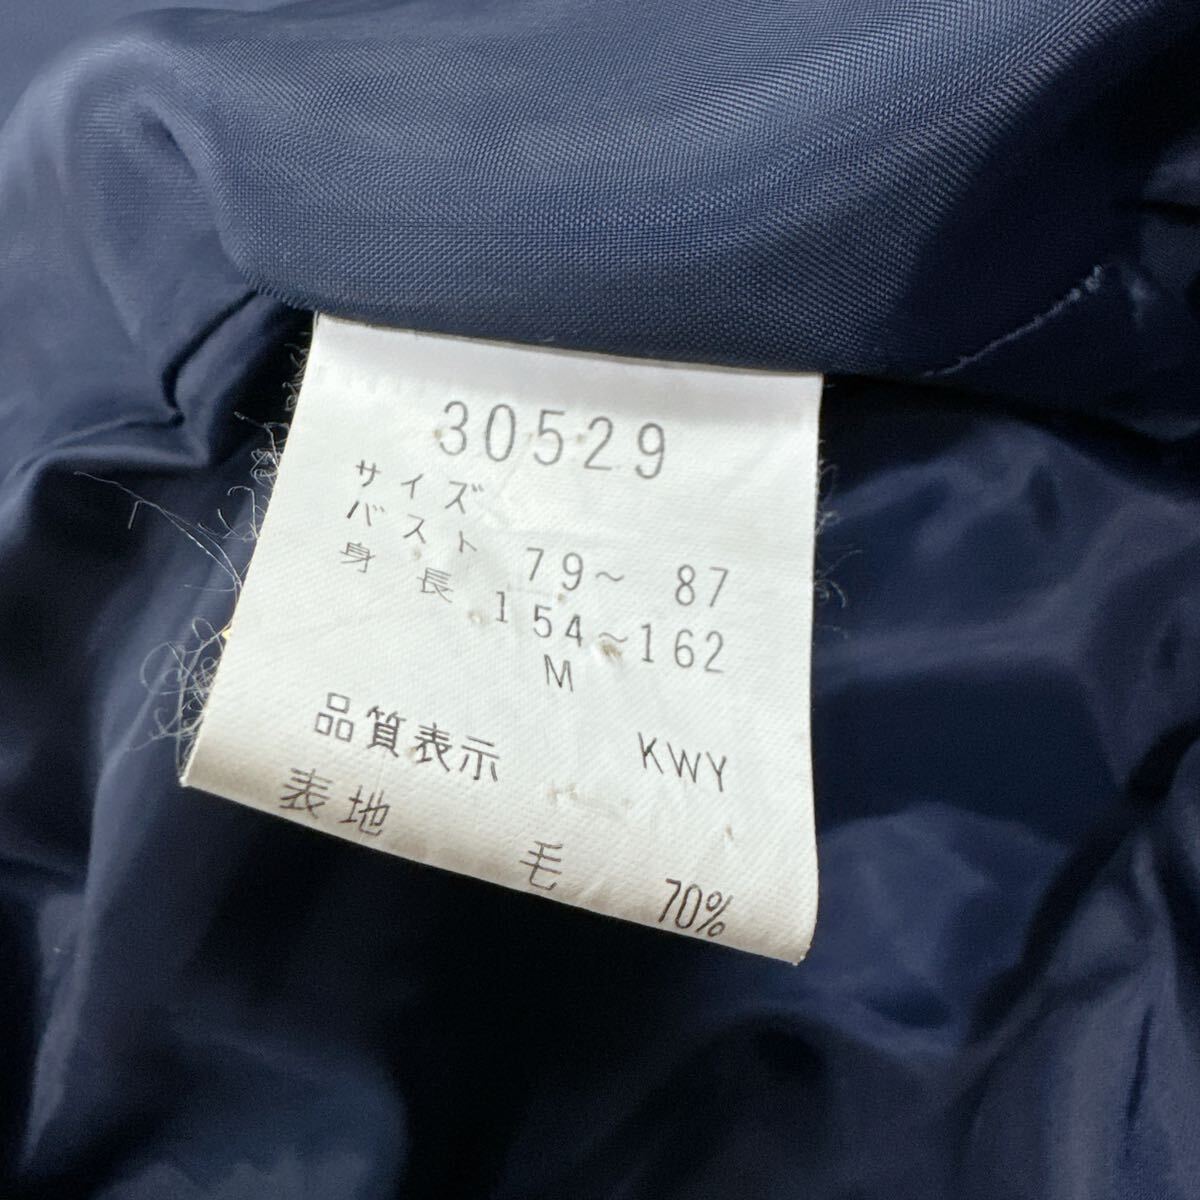 30529
サイズ
バスト 79～ 87
身長 154～162
M
品質表示 KWY
表地 毛 70%